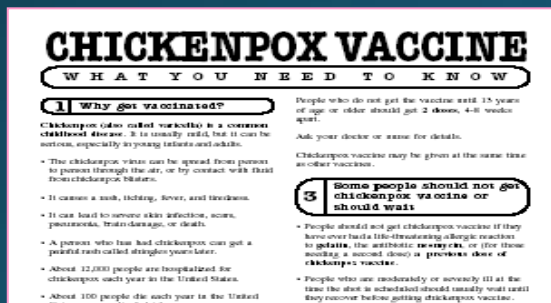 CHICKENPOX VACCINE
WHAT YOU NEED TO KNOW
1 Why get vaccinated?
Chickenpox (also called varicella) is a common
childhood disease. It is usually mild, but it can be
serious, especially in young infants and adults.
• The chickenpox virus can be spread from person
to person through the air, or by contact with fluid
from chickenpox blisters.
• It causes a rash, itching, fever, and tiredness.
• It can lead to severe skin infection, scars,
pneumonia, brain damage, or death.
• A person who has had chickenpox can get a
painful rash called shingles years later.
• About 12,000 people are hospitalized for
chickenpox each year in the United States.
• About 100 people die each year in the United
People who do not get the vaccine until 13 years
of age or older should get 2 doses, 4-8 weeks
apart.
Ask your doctor or nurse for details.
Chickenpox vaccine may be given at the same time
as other vaccines.
3 Some people should not get
chickenpox vaccine or
should wait
• People should not get chickenpox vaccine if they
have ever had a life-threatening allergic reaction
to gelatin, the antibiotic neomycin, or (for those
needing a second dose) a previous dose of
chickenpox vaccine.
• People who are moderately or severely ill at the
time the shot is scheduled should usually wait until
they recover before getting chickenpox vaccine.